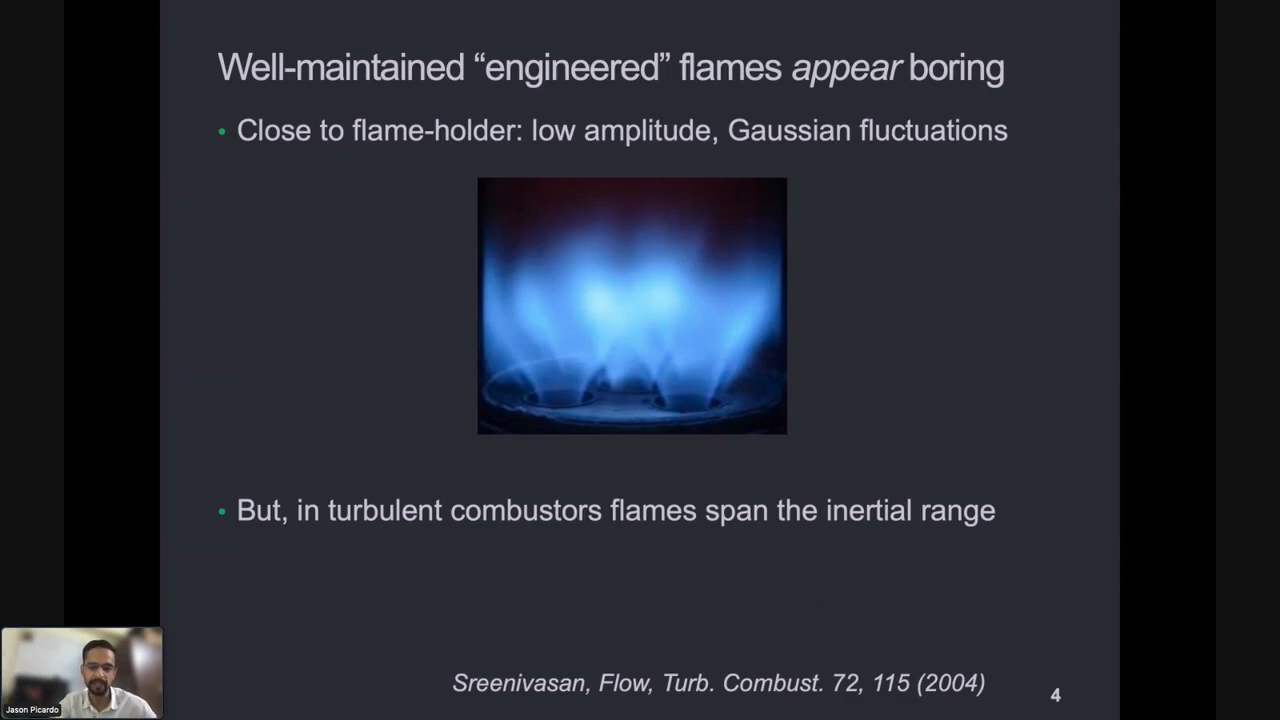 Well-maintained “engineered” flames appear boring
• Close to flame-holder: low amplitude, Gaussian fluctuations
• But, in turbulent combustors flames span the inertial range
Sreenivasan, Flow, Turb. Combust. 72, 115 (2004)
4
Jason Picardo